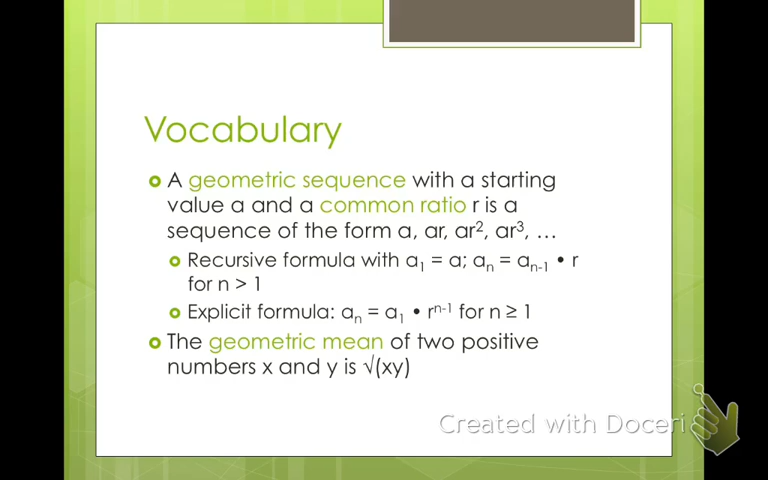 Vocabulary
A geometric sequence with a starting
value a and a common ratio r is a
sequence of the form a, ar, ar², ar³, …
Recursive formula with a₁ = a; aₙ = aₙ₋₁ • r
for n > 1
Explicit formula: aₙ = a₁ • rⁿ⁻¹ for n ≥ 1
The geometric mean of two positive
numbers x and y is √(xy)
Created with Doceri